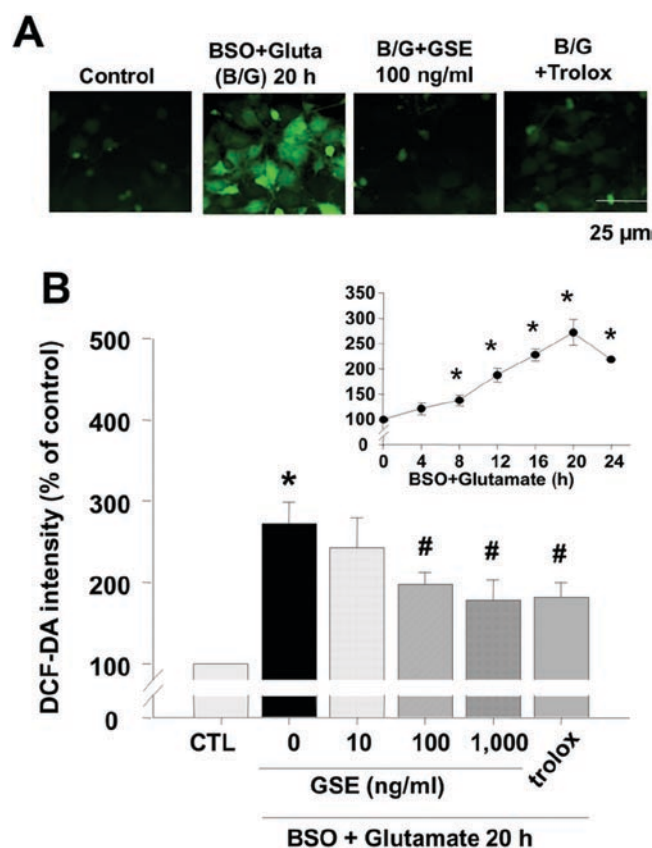 A
Control
BSO+Gluta
(B/G) 20 h
B/G+GSE
100 ng/ml
B/G
+Trolox
25 µm
B
DCF-DA intensity (% of control)
500
400
300
200
100
0
350
300
250
200
150
100
0
* * * * * *
0 4 8 12 16 20 24
BSO+Glutamate (h)
* # # #
CTL 0 10 100 1,000 trolox
GSE (ng/ml)
BSO + Glutamate 20 h